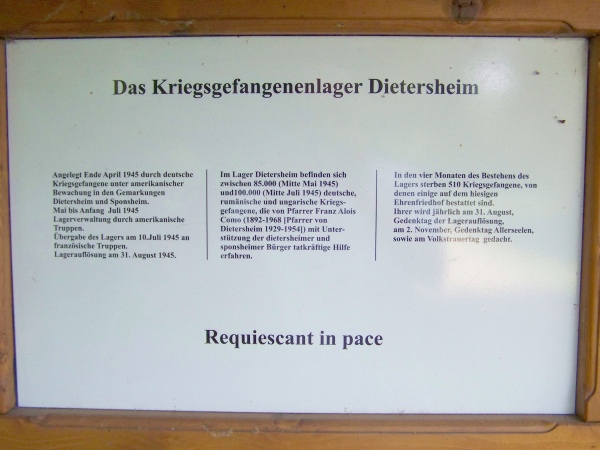 Das Kriegsgefangenenlager Dietersheim
Angelegt Ende April 1945 durch deutsche
Kriegsgefangene unter amerikanischer
Bewachung in den Gemarkungen
Dietersheim und Sponsheim.
Mai bis Anfang Juli 1945
Lagerverwaltung durch amerikanische
Truppen.
Übergabe des Lagers am 10.Juli 1945 an
französische Truppen.
Lagerauflösung am 31. August 1945.
Im Lager Dietersheim befinden sich
zwischen 85.000 (Mitte Mai 1945)
und100.000 (Mitte Juli 1945) deutsche,
rumänische und ungarische Kriegs-
gefangene, die von Pfarrer Franz Alois
Como (1892-1968 [Pfarrer von
Dietersheim 1929-1954]) mit Unter-
stützung der dietersheimer und
sponsheimer Bürger tatkräftige Hilfe
erfahren.
In den vier Monaten des Bestehens des
Lagers sterben 510 Kriegsgefangene, von
denen einige auf dem hiesigen
Ehrenfriedhof bestattet sind.
Ihrer wird jährlich am 31. August,
Gedenktag der Lagerauflösung,
am 2. November, Gedenktag Allerseelen,
sowie am Volkstrauertag gedacht.
Requiescant in pace